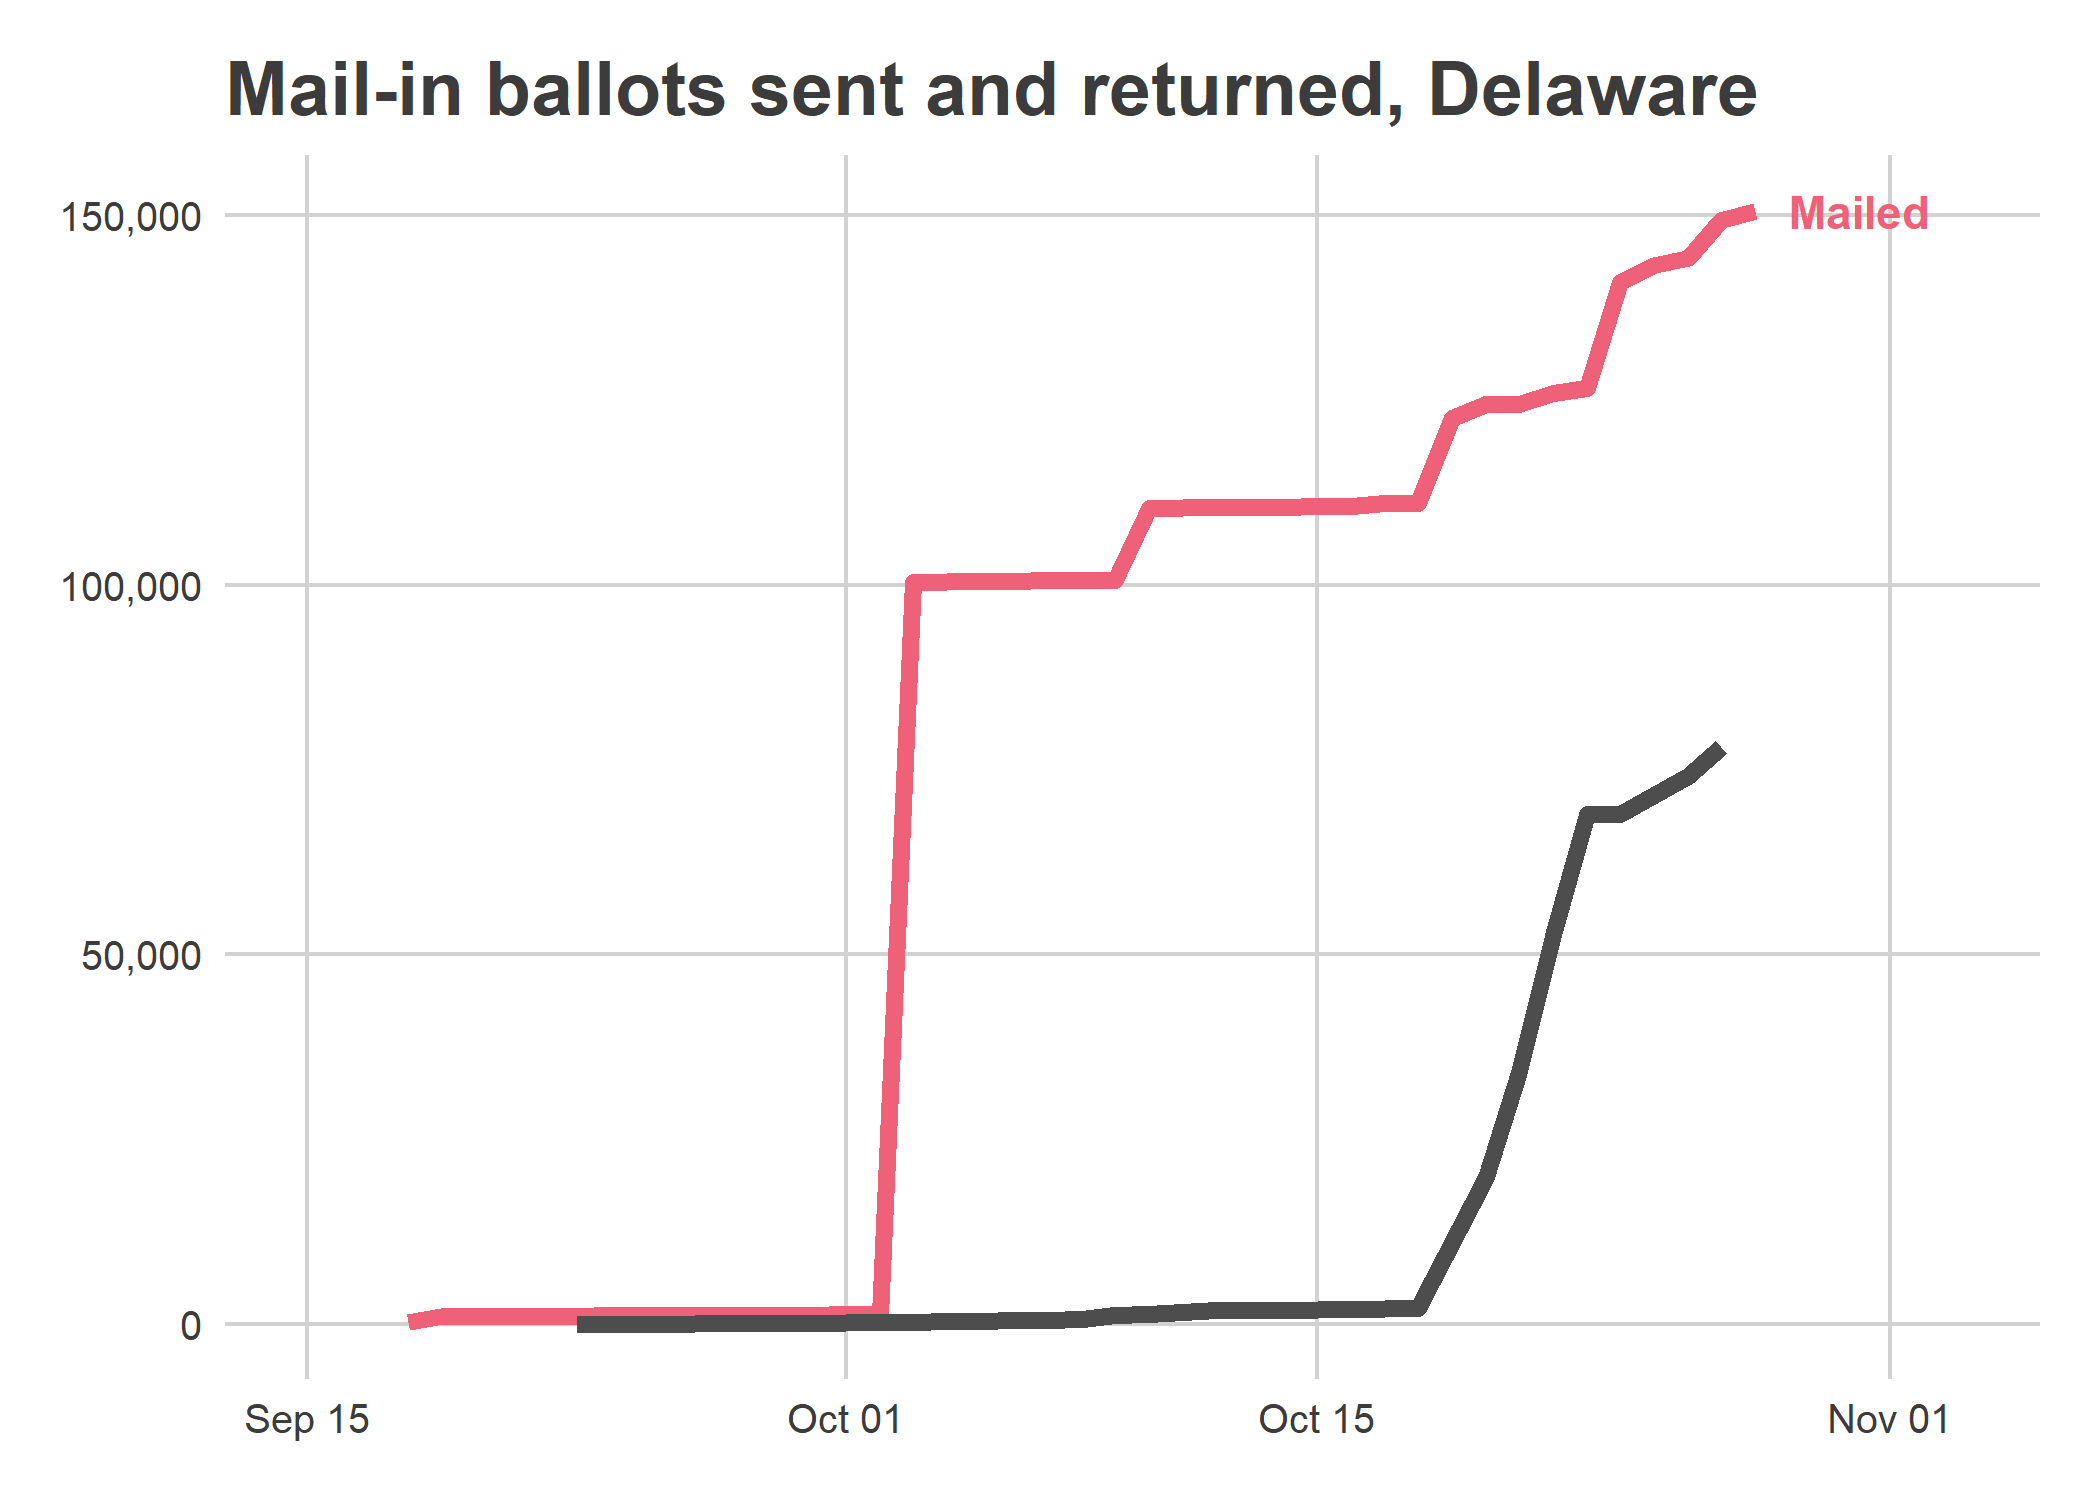 Mail-in ballots sent and returned, Delaware
150,000
Mailed
100,000
50,000
0
Sep 15 Oct 01 Oct 15 Nov 01